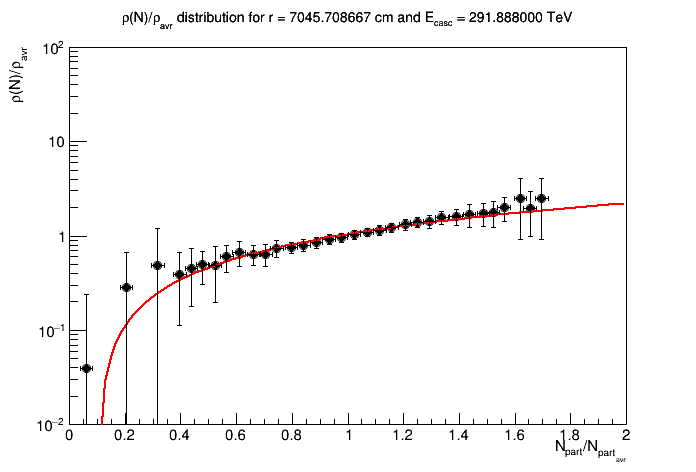 ρ(N)/ρavr distribution for r = 7045.708667 cm and Ecasc = 291.888000 TeV
ρ(N)/ρavr
10²
10
1
10⁻¹
10⁻²
0 0.2 0.4 0.6 0.8 1 1.2 1.4 1.6 1.8 2
Npart/Npartavr